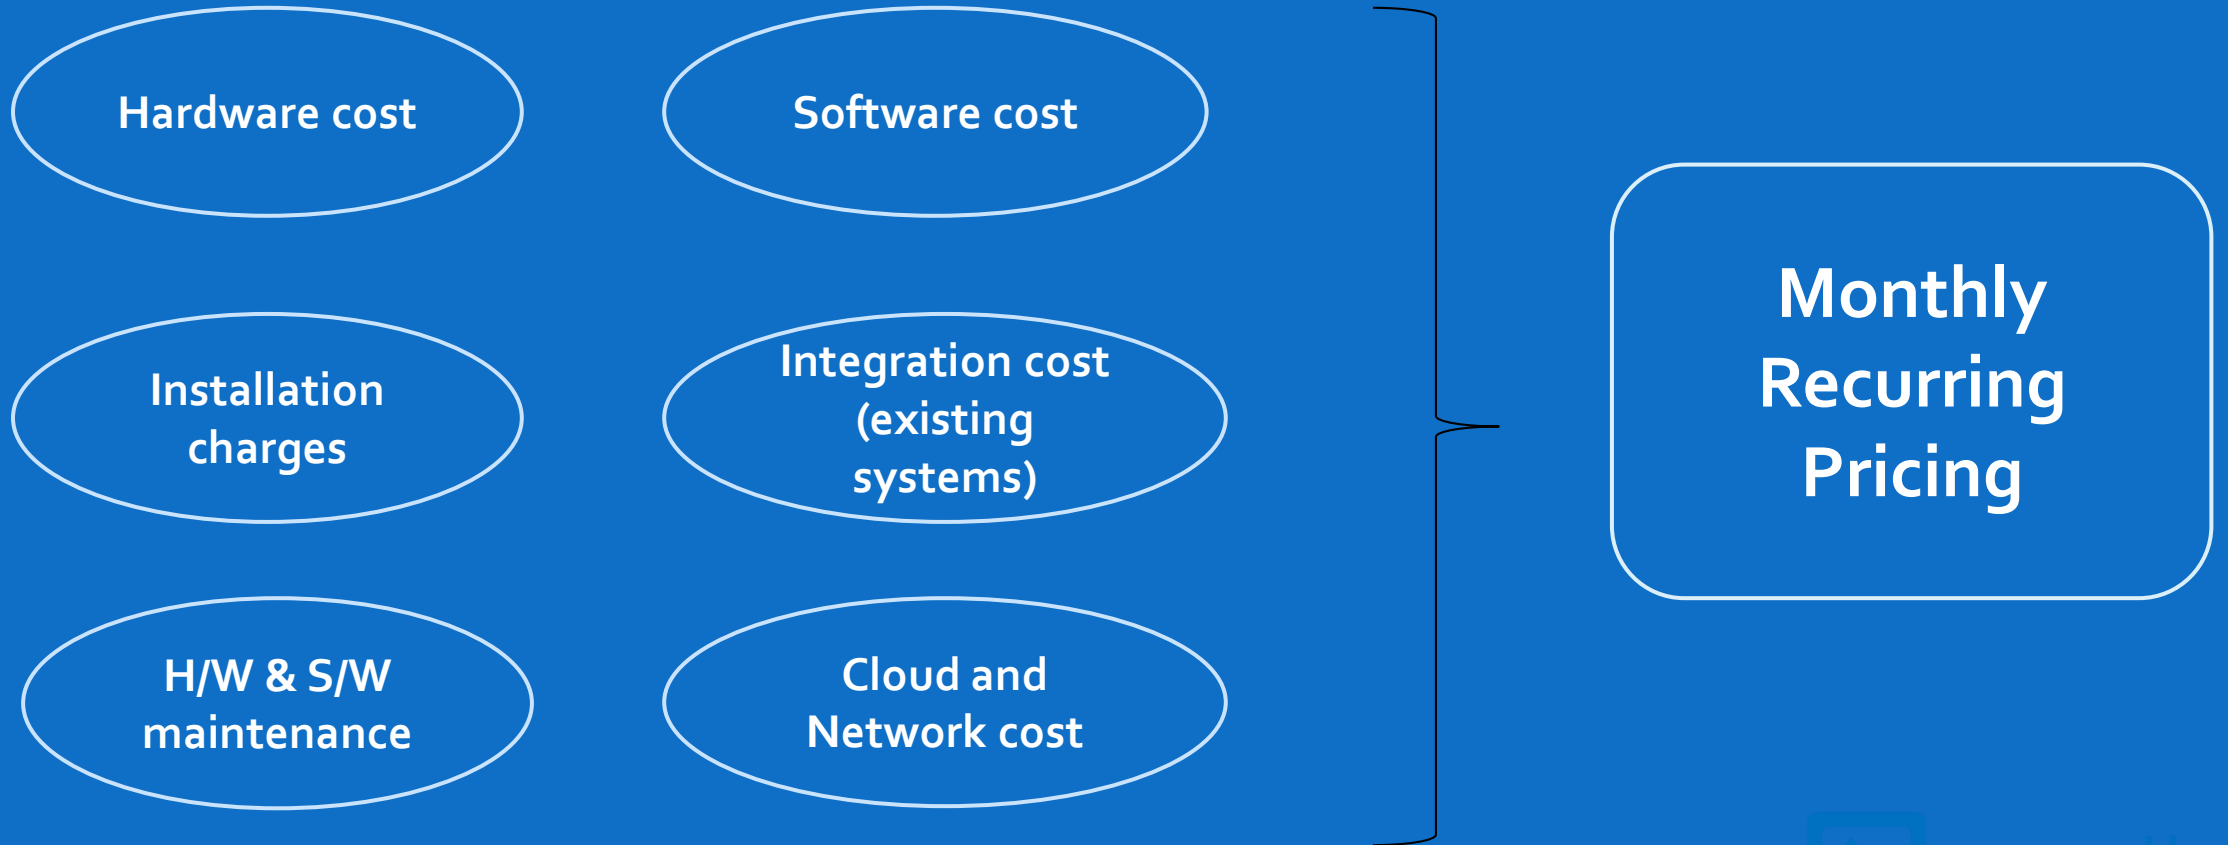 Hardware cost
Software cost
Installation
charges
Integration cost
(existing
systems)
H/W & S/W
maintenance
Cloud and
Network cost
Monthly
Recurring
Pricing